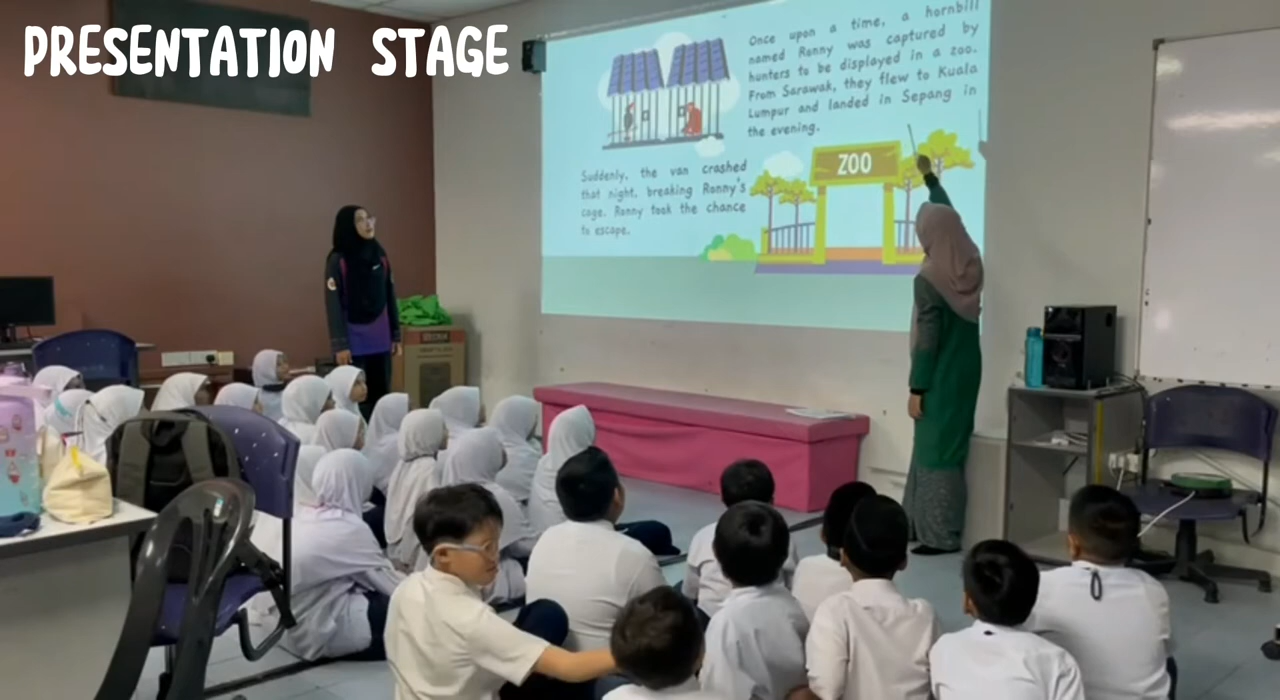 PRESENTATION STAGE
Once upon a time, a hornbill
named Ronny was captured by
hunters to be displayed in a zoo.
From Sarawak, they flew to Kuala
Lumpur and landed in Sepang in
the evening.
ZOO
Suddenly, the van crashed
that night, breaking Ronny's
cage. Ronny took the chance
to escape.